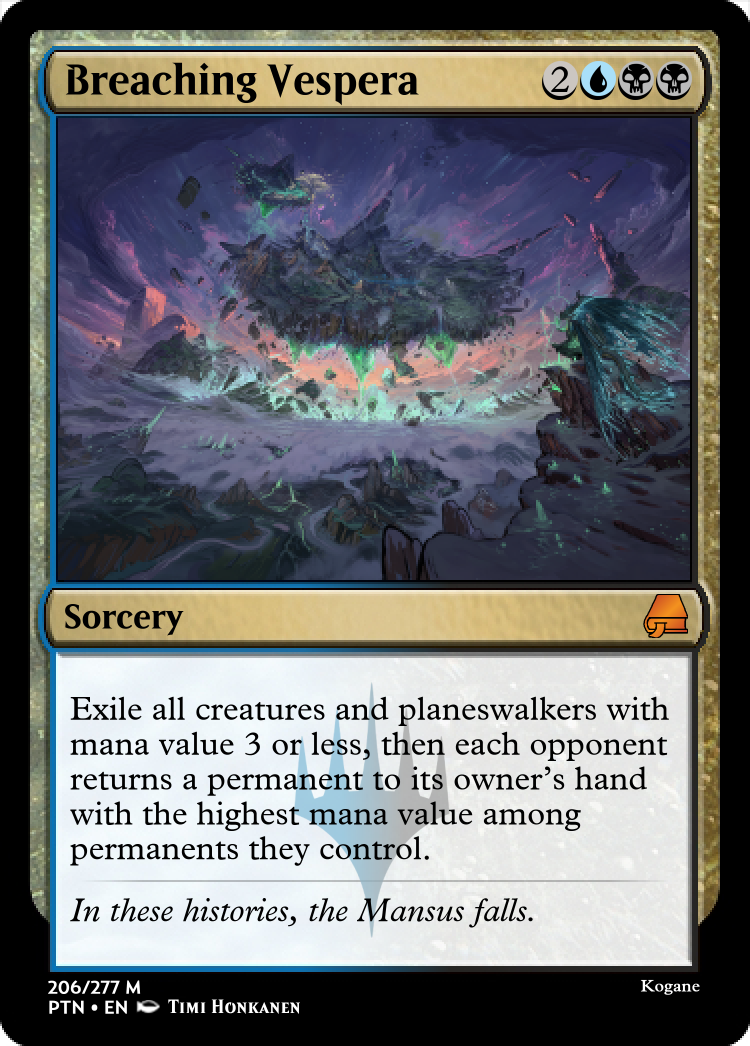 Breaching Vespera 2
Sorcery
Exile all creatures and planeswalkers with
mana value 3 or less, then each opponent
returns a permanent to its owner’s hand
with the highest mana value among
permanents they control.
In these histories, the Mansus falls.
206/277 M
Kogane
PTN • EN Timi Honkanen